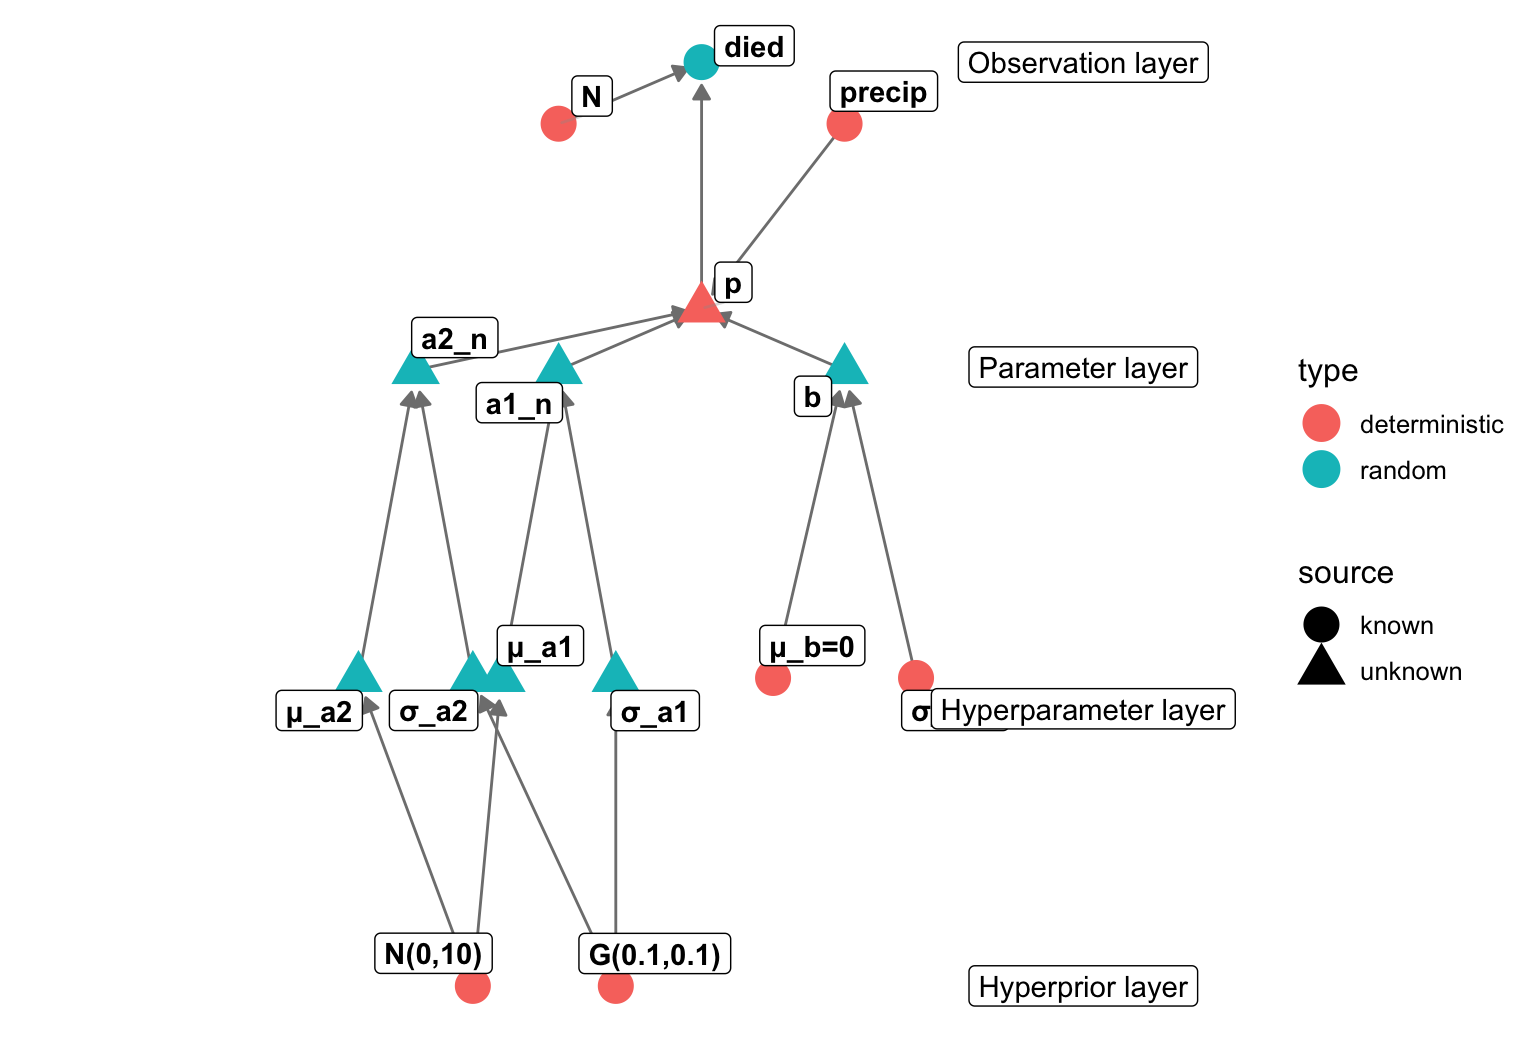 died
Observation layer
N
precip
p
a2_n
Parameter layer
a1_n
b
type
deterministic
random
source
known
unknown
μ_a1
μ_b=0
μ_a2
σ_a2
σ_a1
σ
Hyperparameter layer
N(0,10)
G(0.1,0.1)
Hyperprior layer